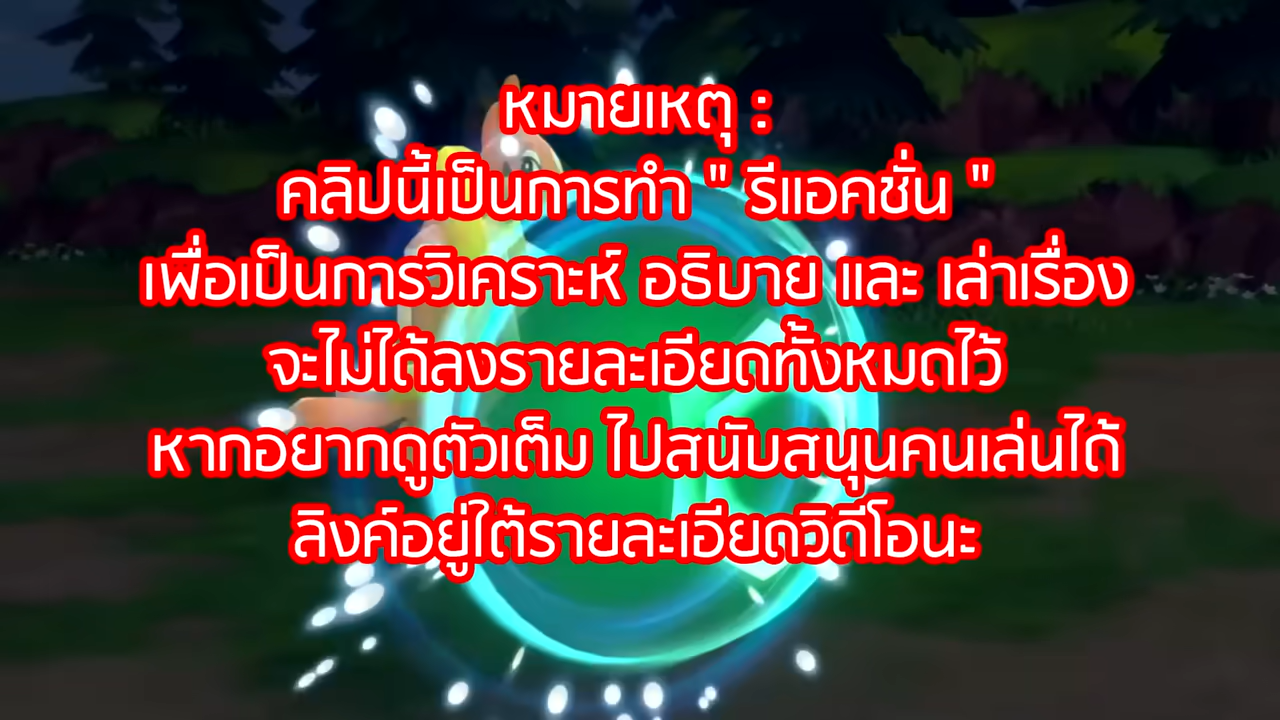 หมายเหตุ :
คลิปนี้เป็นการทำ " รีแอคชั่น "
เพื่อเป็นการวิเคราะห์ อธิบาย และ เล่าเรื่อง
จะไม่ได้ลงรายละเอียดทั้งหมดไว้
หากอยากดูตัวเต็ม ไปสนับสนุนคนเล่นได้
ลิงค์อยู่ใต้รายละเอียดวิดีโอนะ